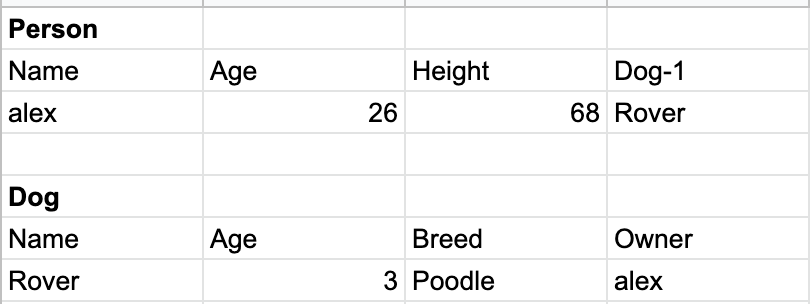 Person
Name Age Height Dog-1
alex 26 68 Rover
Dog
Name Age Breed Owner
Rover 3 Poodle alex